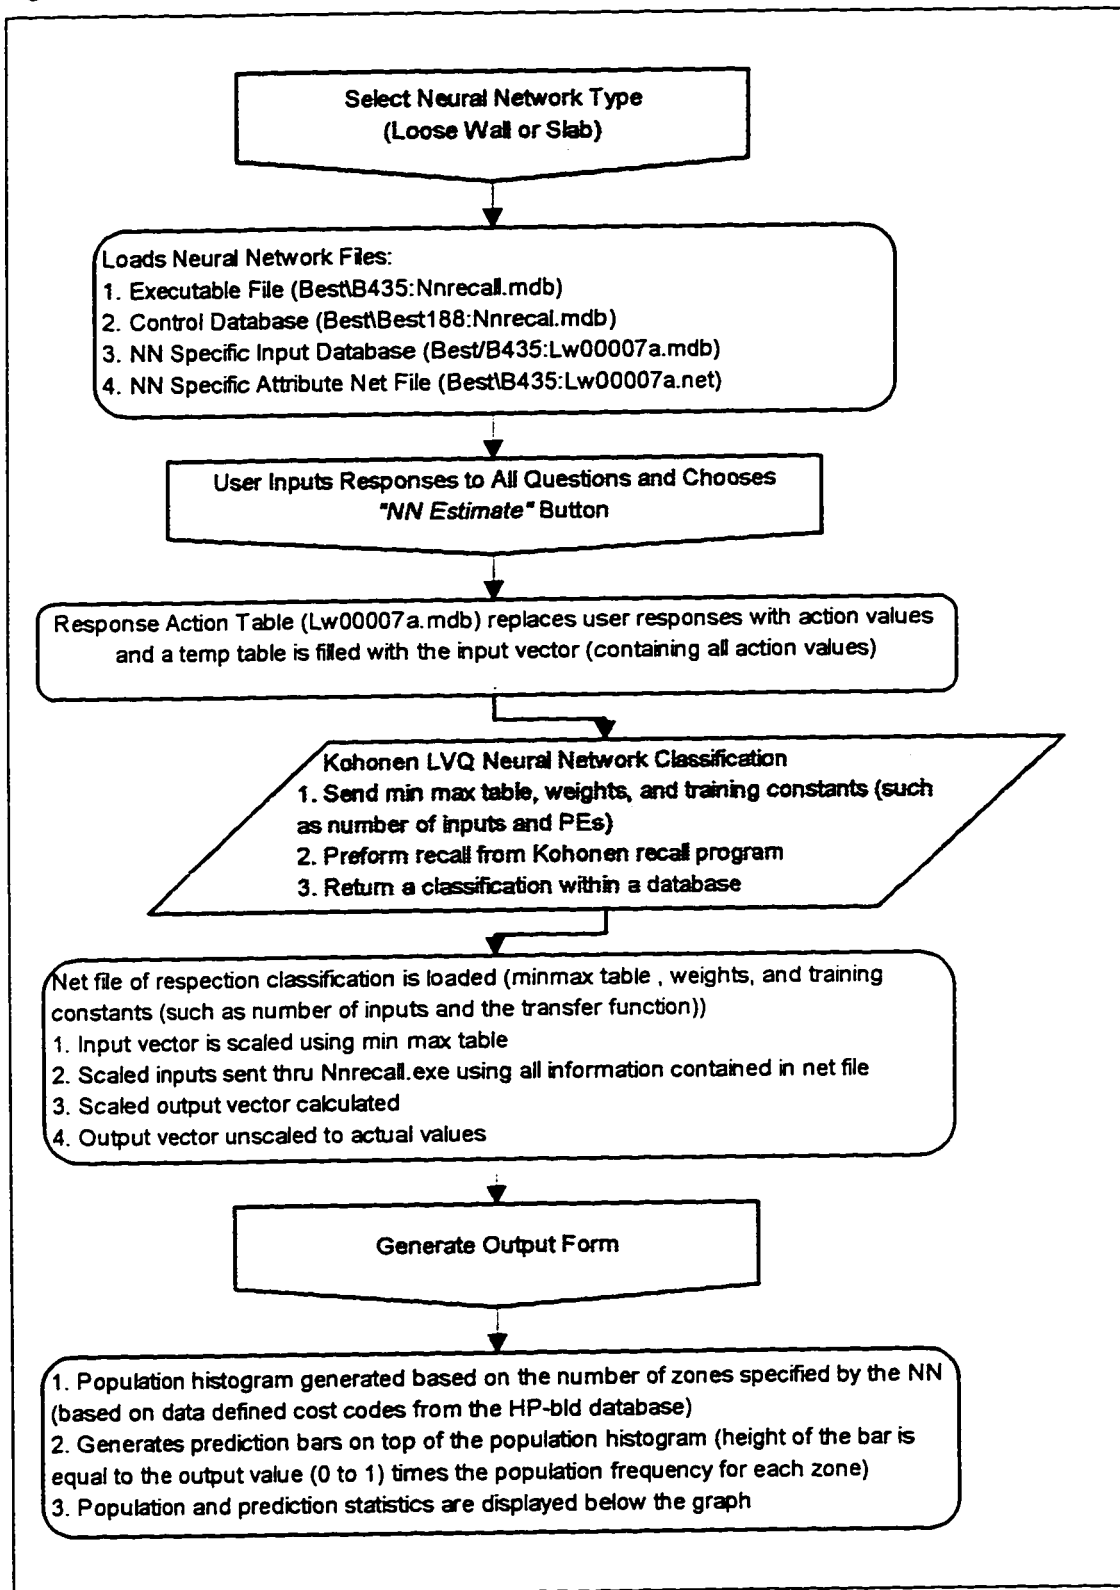 Select Neural Network Type
(Loose Wall or Slab)
Loads Neural Network Files:
1. Executable File (Best\B435:Nnrecall.mdb)
2. Control Database (Best\Best188:Nnrecal.mdb)
3. NN Specific Input Database (Best/B435:Lw00007a.mdb)
4. NN Specific Attribute Net File (Best\B435:Lw00007a.net)
User Inputs Responses to All Questions and Chooses
"NN Estimate" Button
Response Action Table (Lw00007a.mdb) replaces user responses with action values
and a temp table is filled with the input vector (containing all action values)
Kohonen LVQ Neural Network Classification
1. Send min max table, weights, and training constants (such
as number of inputs and PEs)
2. Preform recall from Kohonen recall program
3. Return a classification within a database
Net file of respection classification is loaded (minmax table , weights, and training
constants (such as number of inputs and the transfer function))
1. Input vector is scaled using min max table
2. Scaled inputs sent thru Nnrecall.exe using all information contained in net file
3. Scaled output vector calculated
4. Output vector unscaled to actual values
Generate Output Form
1. Population histogram generated based on the number of zones specified by the NN
(based on data defined cost codes from the HP-bld database)
2. Generates prediction bars on top of the population histogram (height of the bar is
equal to the output value (0 to 1) times the population frequency for each zone)
3. Population and prediction statistics are displayed below the graph